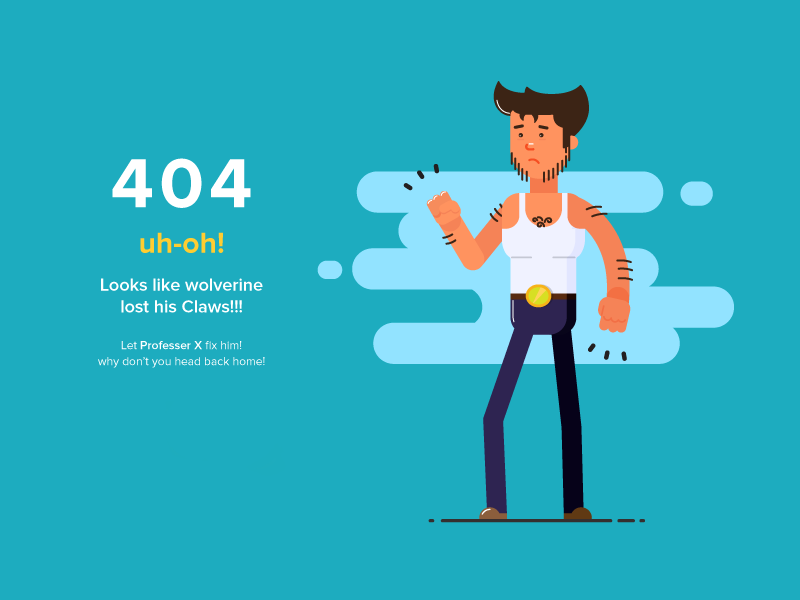 404
uh-oh!
Looks like wolverine
lost his Claws!!!
Let Professer X fix him!
why don't you head back home!